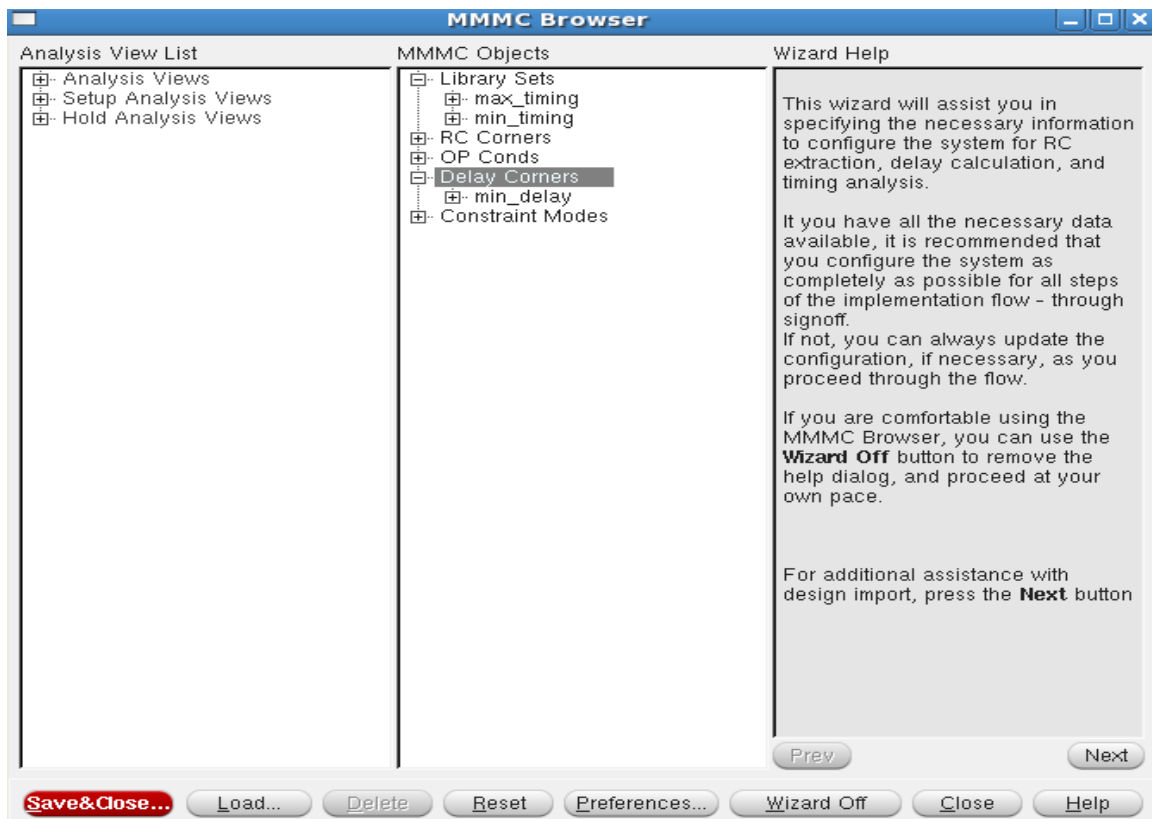 MMMC Browser
Analysis View List
Analysis Views
Setup Analysis Views
Hold Analysis Views
MMMC Objects
Library Sets
max_timing
min_timing
RC Corners
OP Conds
Delay Corners
min_delay
Constraint Modes
Wizard Help
This wizard will assist you in
specifying the necessary information
to configure the system for RC
extraction, delay calculation, and
timing analysis.
It you have all the necessary data
available, it is recommended that
you configure the system as
completely as possible for all steps
of the implementation flow - through
signoff.
If not, you can always update the
configuration, if necessary, as you
proceed through the flow.
If you are comfortable using the
MMMC Browser, you can use the
Wizard Off button to remove the
help dialog, and proceed at your
own pace.
For additional assistance with
design import, press the Next button
Prev
Next
Save&Close...
Load...
Delete
Reset
Preferences...
Wizard Off
Close
Help